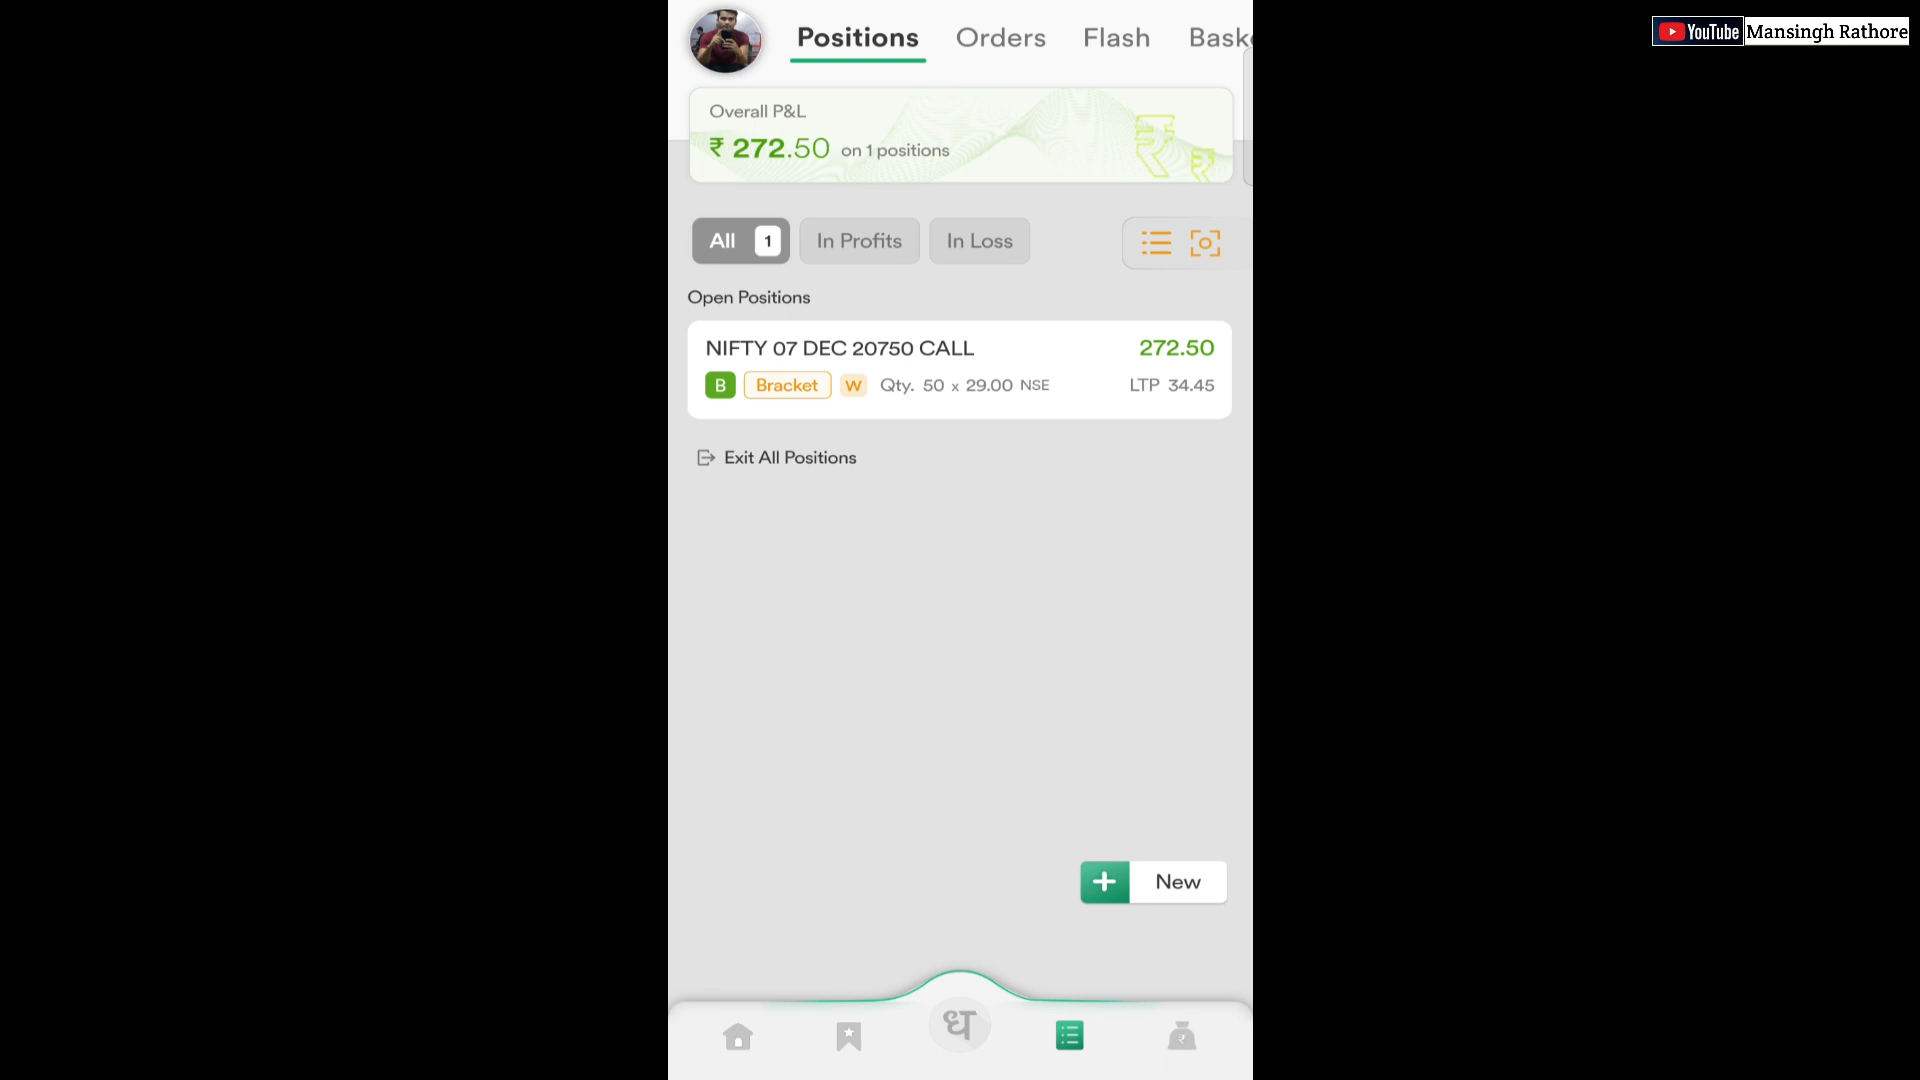 YouTube Mansingh Rathore
Positions Orders Flash Bask
Overall P&L
₹ 272.50 on 1 positions
All 1 In Profits In Loss
Open Positions
NIFTY 07 DEC 20750 CALL 272.50
B Bracket W Qty. 50 x 29.00 NSE LTP 34.45
Exit All Positions
+ New
ध